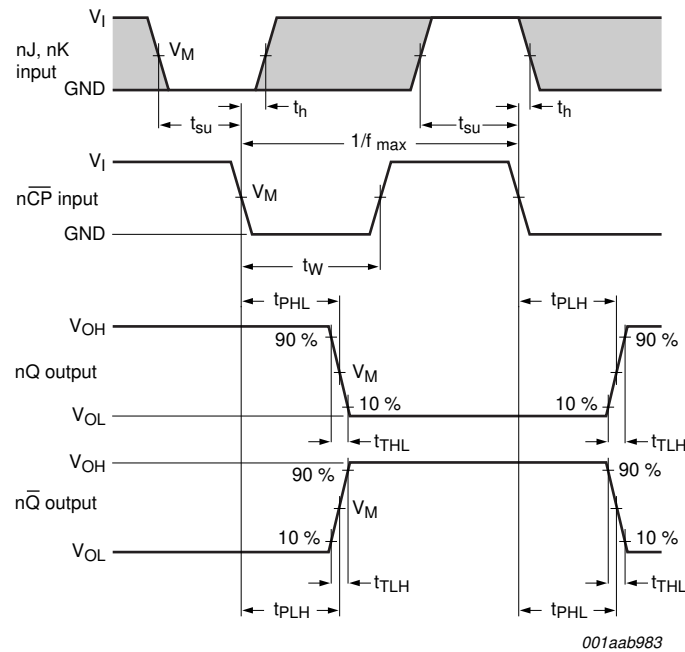 V_I
nJ, nK
input
V_M
GND
t_h
t_h
t_su
t_su
1/f_max
V_I
nC̅P̅ input
V_M
GND
t_W
t_PHL
t_PLH
V_OH
90 %
90 %
nQ output
V_M
10 %
10 %
V_OL
t_THL
t_TLH
V_OH
90 %
90 %
nQ̅ output
V_M
10 %
10 %
V_OL
t_TLH
t_THL
t_PLH
t_PHL
001aab983